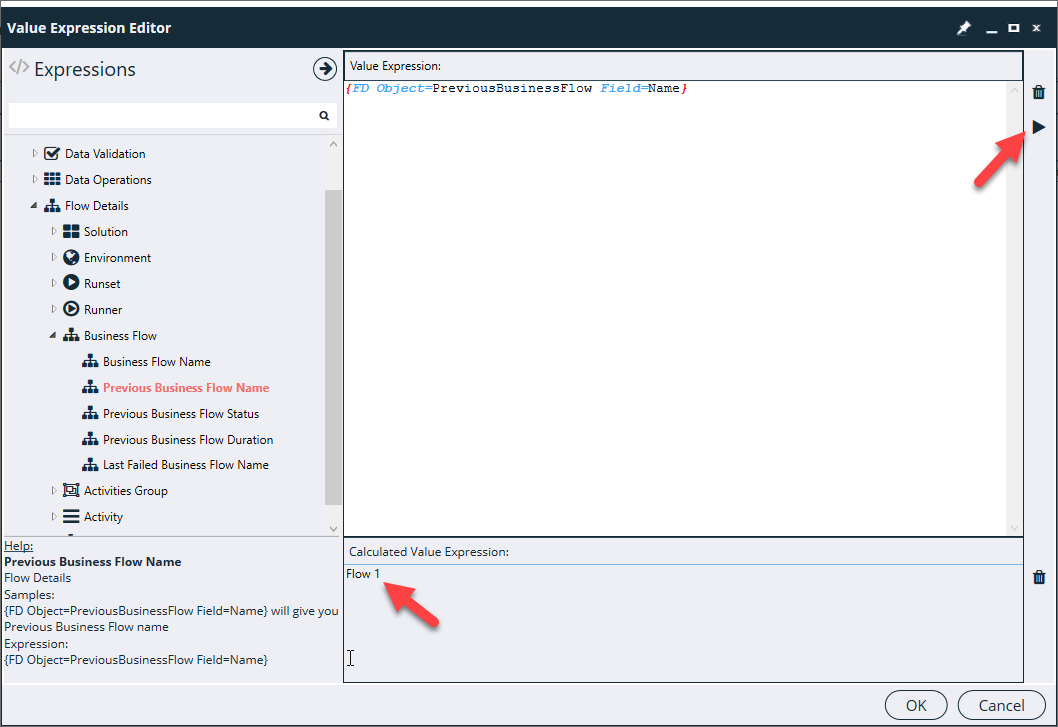 Value Expression Editor
</> Expressions
Data Validation
Data Operations
Flow Details
Solution
Environment
Runset
Runner
Business Flow
Business Flow Name
Previous Business Flow Name
Previous Business Flow Status
Previous Business Flow Duration
Last Failed Business Flow Name
Activities Group
Activity
Help:
Previous Business Flow Name
Flow Details
Samples:
{FD Object=PreviousBusinessFlow Field=Name} will give you
Previous Business Flow name
Expression:
{FD Object=PreviousBusinessFlow Field=Name}
Value Expression:
{FD Object=PreviousBusinessFlow Field=Name}
Calculated Value Expression:
Flow 1
OK
Cancel